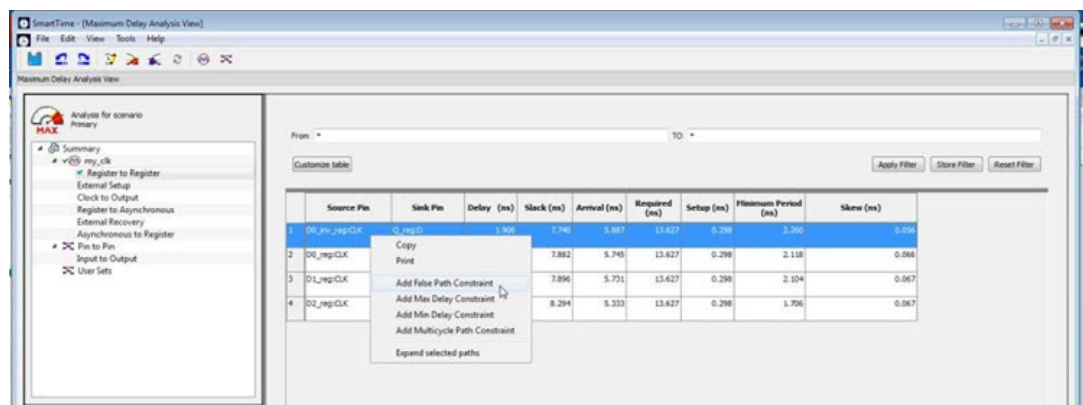 SmartTime - [Maximum Delay Analysis View]
File Edit View Tools Help
Maximum Delay Analysis View
Analysis for scenario
Primary
MAX
From *
TO *
Customize table
Apply Filter
Store Filter
Reset Filter
Summary
my_clk
Register to Register
External Setup
Clock to Output
Register to Asynchronous
External Recovery
Asynchronous to Register
Pin to Pin
Input to Output
User Sets
Source Pin Sink Pin Delay (ns) Slack (ns) Arrival (ns) Required (ns) Setup (ns) Minimum Period (ns) Skew (ns)
1 D0_inv_reg:CLK Q_reg:D 1.906 7.740 5.887 13.627 0.298 2.260 0.056
2 D0_reg:CLK 7.882 5.745 13.627 0.298 2.118 0.066
3 D1_reg:CLK 7.896 5.731 13.627 0.298 2.104 0.067
4 D2_reg:CLK 8.294 5.333 13.627 0.298 1.706 0.067
Copy
Print
Add False Path Constraint
Add Max Delay Constraint
Add Min Delay Constraint
Add Multicycle Path Constraint
Expand selected paths